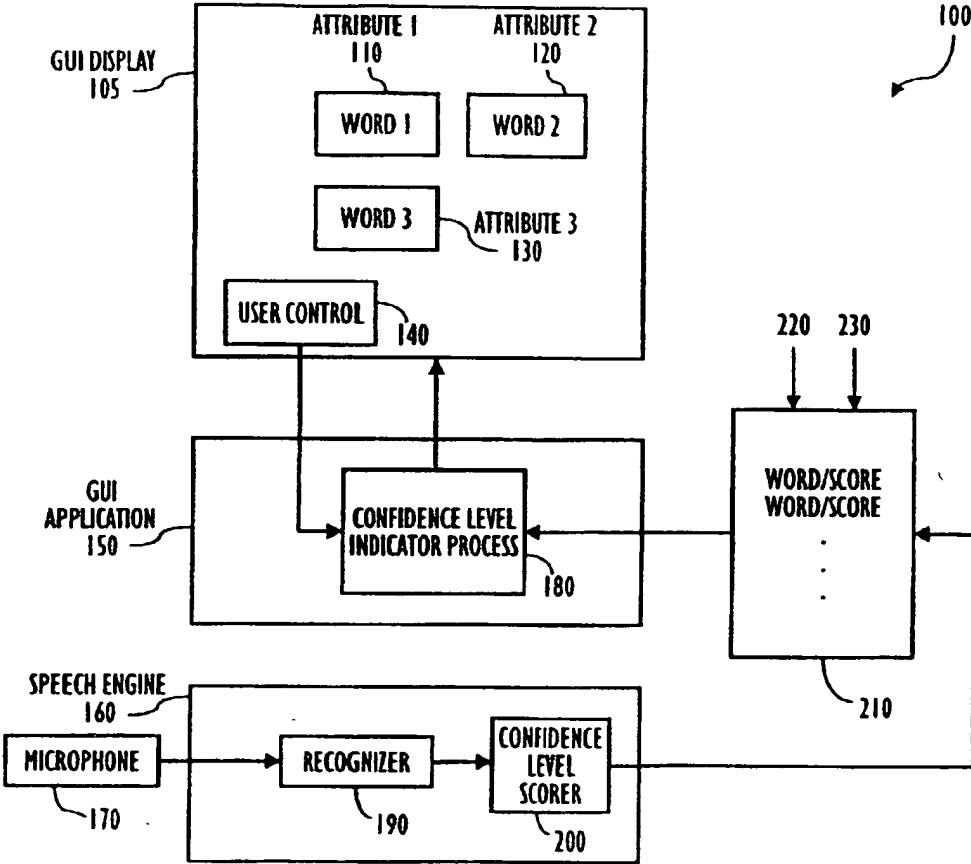 100
ATTRIBUTE 1
110
ATTRIBUTE 2
120
GUI DISPLAY
105
WORD 1
WORD 2
WORD 3
ATTRIBUTE 3
130
USER CONTROL
140
220
230
GUI
APPLICATION
150
CONFIDENCE LEVEL
INDICATOR PROCESS
180
WORD/SCORE
WORD/SCORE
.
.
.
210
SPEECH ENGINE
160
MICROPHONE
170
RECOGNIZER
190
CONFIDENCE
LEVEL
SCORER
200